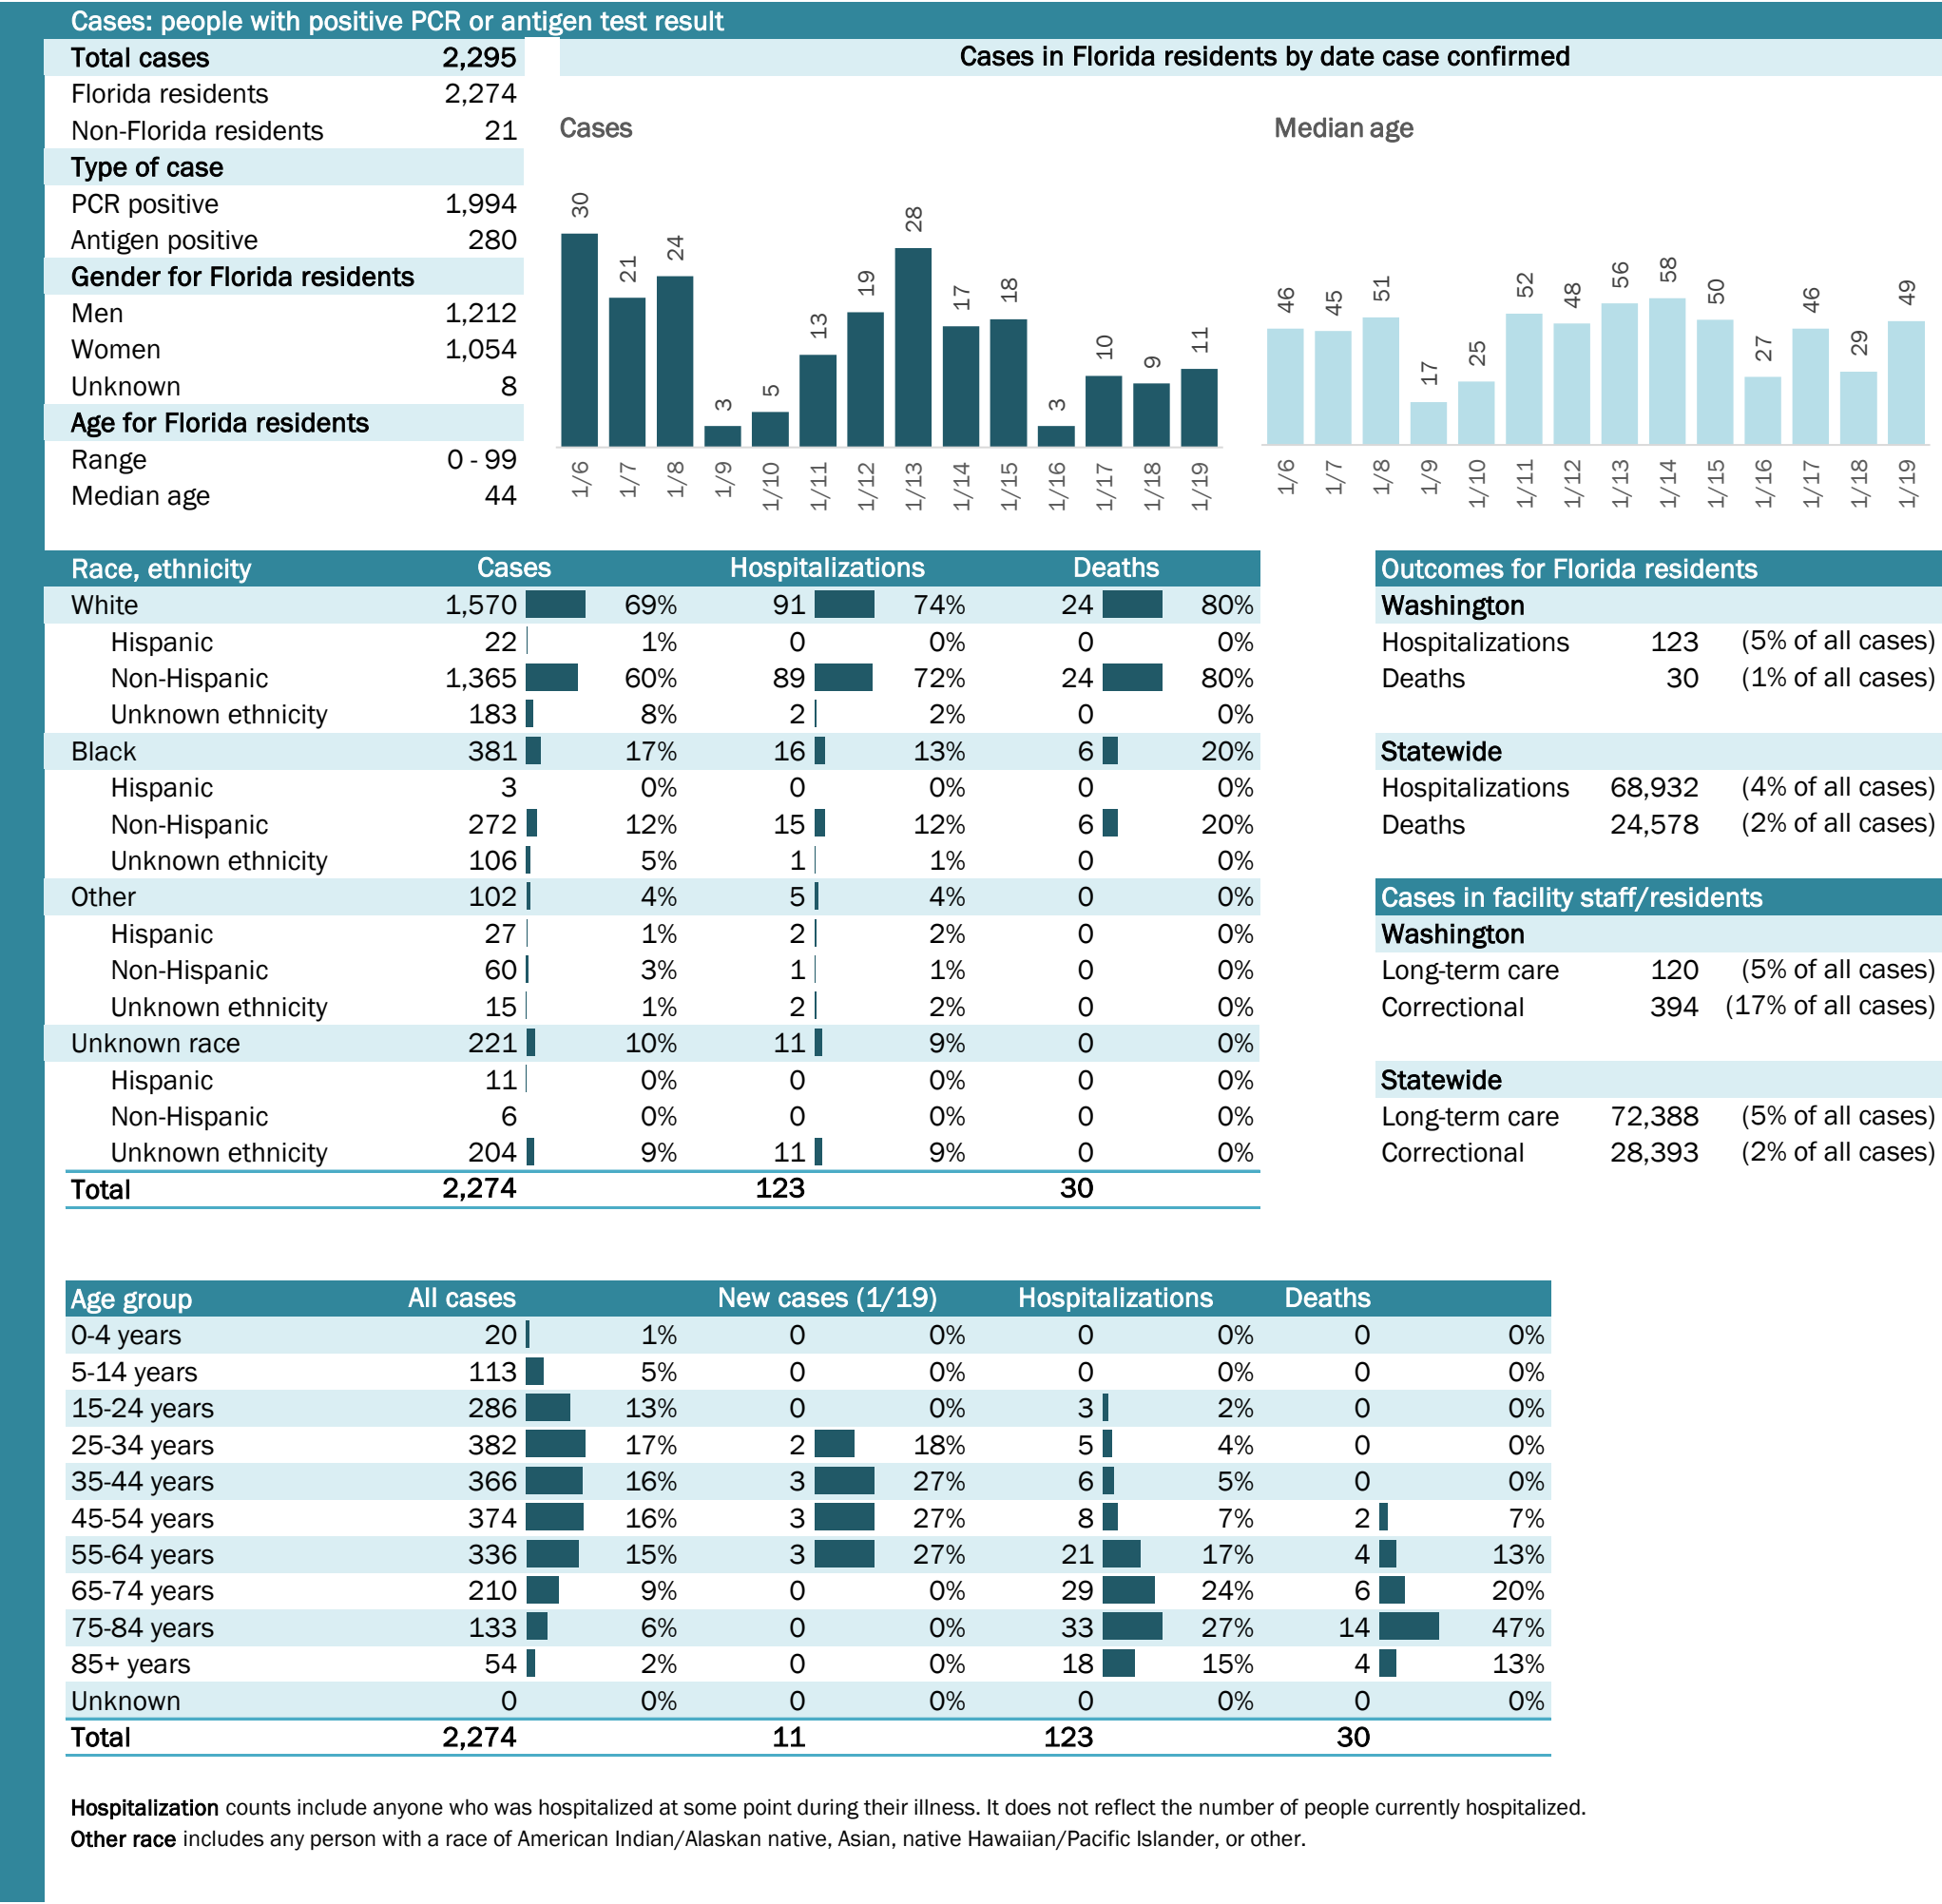 Cases: people with positive PCR or antigen test result
Total cases 2,295
Florida residents 2,274
Non-Florida residents 21
Type of case
PCR positive 1,994
Antigen positive 280
Gender for Florida residents
Men 1,212
Women 1,054
Unknown 8
Age for Florida residents
Range 0 - 99
Median age 44
Cases in Florida residents by date case confirmed
Cases
30 21 24 3 5 13 19 28 17 18 3 10 9 11
1/6 1/7 1/8 1/9 1/10 1/11 1/12 1/13 1/14 1/15 1/16 1/17 1/18 1/19
Median age
46 45 51 17 25 52 48 56 58 50 27 46 29 49
1/6 1/7 1/8 1/9 1/10 1/11 1/12 1/13 1/14 1/15 1/16 1/17 1/18 1/19
Race, ethnicity Cases Hospitalizations Deaths
White 1,570 69% 91 74% 24 80%
Hispanic 22 1% 0 0% 0 0%
Non-Hispanic 1,365 60% 89 72% 24 80%
Unknown ethnicity 183 8% 2 2% 0 0%
Black 381 17% 16 13% 6 20%
Hispanic 3 0% 0 0% 0 0%
Non-Hispanic 272 12% 15 12% 6 20%
Unknown ethnicity 106 5% 1 1% 0 0%
Other 102 4% 5 4% 0 0%
Hispanic 27 1% 2 2% 0 0%
Non-Hispanic 60 3% 1 1% 0 0%
Unknown ethnicity 15 1% 2 2% 0 0%
Unknown race 221 10% 11 9% 0 0%
Hispanic 11 0% 0 0% 0 0%
Non-Hispanic 6 0% 0 0% 0 0%
Unknown ethnicity 204 9% 11 9% 0 0%
Total 2,274 123 30
Outcomes for Florida residents
Washington
Hospitalizations 123 (5% of all cases)
Deaths 30 (1% of all cases)
Statewide
Hospitalizations 68,932 (4% of all cases)
Deaths 24,578 (2% of all cases)
Cases in facility staff/residents
Washington
Long-term care 120 (5% of all cases)
Correctional 394 (17% of all cases)
Statewide
Long-term care 72,388 (5% of all cases)
Correctional 28,393 (2% of all cases)
Age group All cases New cases (1/19) Hospitalizations Deaths
0-4 years 20 1% 0 0% 0 0% 0 0%
5-14 years 113 5% 0 0% 0 0% 0 0%
15-24 years 286 13% 0 0% 3 2% 0 0%
25-34 years 382 17% 2 18% 5 4% 0 0%
35-44 years 366 16% 3 27% 6 5% 0 0%
45-54 years 374 16% 3 27% 8 7% 2 7%
55-64 years 336 15% 3 27% 21 17% 4 13%
65-74 years 210 9% 0 0% 29 24% 6 20%
75-84 years 133 6% 0 0% 33 27% 14 47%
85+ years 54 2% 0 0% 18 15% 4 13%
Unknown 0 0% 0 0% 0 0% 0 0%
Total 2,274 11 123 30
Hospitalization counts include anyone who was hospitalized at some point during their illness. It does not reflect the number of people currently hospitalized.
Other race includes any person with a race of American Indian/Alaskan native, Asian, native Hawaiian/Pacific Islander, or other.